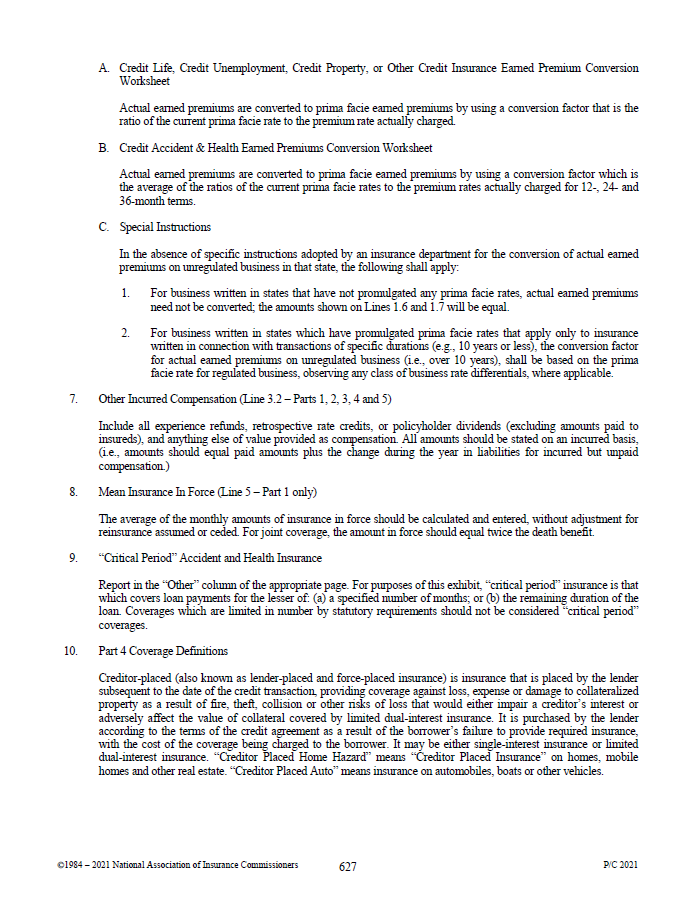 A. Credit Life, Credit Unemployment, Credit Property, or Other Credit Insurance Earned Premium Conversion
Worksheet
Actual earned premiums are converted to prima facie earned premiums by using a conversion factor that is the
ratio of the current prima facie rate to the premium rate actually charged.
B. Credit Accident & Health Earned Premiums Conversion Worksheet
Actual earned premiums are converted to prima facie earned premiums by using a conversion factor which is
the average of the ratios of the current prima facie rates to the premium rates actually charged for 12-, 24- and
36-month terms.
C. Special Instructions
In the absence of specific instructions adopted by an insurance department for the conversion of actual earned
premiums on unregulated business in that state, the following shall apply:
1. For business written in states that have not promulgated any prima facie rates, actual earned premiums
need not be converted; the amounts shown on Lines 1.6 and 1.7 will be equal.
2. For business written in states which have promulgated prima facie rates that apply only to insurance
written in connection with transactions of specific durations (e.g., 10 years or less), the conversion factor
for actual earned premiums on unregulated business (i.e., over 10 years), shall be based on the prima
facie rate for regulated business, observing any class of business rate differentials, where applicable.
7. Other Incurred Compensation (Line 3.2 – Parts 1, 2, 3, 4 and 5)
Include all experience refunds, retrospective rate credits, or policyholder dividends (excluding amounts paid to
insureds), and anything else of value provided as compensation. All amounts should be stated on an incurred basis,
(i.e., amounts should equal paid amounts plus the change during the year in liabilities for incurred but unpaid
compensation.)
8. Mean Insurance In Force (Line 5 – Part 1 only)
The average of the monthly amounts of insurance in force should be calculated and entered, without adjustment for
reinsurance assumed or ceded. For joint coverage, the amount in force should equal twice the death benefit.
9. “Critical Period” Accident and Health Insurance
Report in the “Other” column of the appropriate page. For purposes of this exhibit, “critical period” insurance is that
which covers loan payments for the lesser of: (a) a specified number of months; or (b) the remaining duration of the
loan. Coverages which are limited in number by statutory requirements should not be considered “critical period”
coverages.
10. Part 4 Coverage Definitions
Creditor-placed (also known as lender-placed and force-placed insurance) is insurance that is placed by the lender
subsequent to the date of the credit transaction, providing coverage against loss, expense or damage to collateralized
property as a result of fire, theft, collision or other risks of loss that would either impair a creditor’s interest or
adversely affect the value of collateral covered by limited dual-interest insurance. It is purchased by the lender
according to the terms of the credit agreement as a result of the borrower’s failure to provide required insurance,
with the cost of the coverage being charged to the borrower. It may be either single-interest insurance or limited
dual-interest insurance. “Creditor Placed Home Hazard” means “Creditor Placed Insurance” on homes, mobile
homes and other real estate. “Creditor Placed Auto” means insurance on automobiles, boats or other vehicles.
©1984 – 2021 National Association of Insurance Commissioners 627 P/C 2021